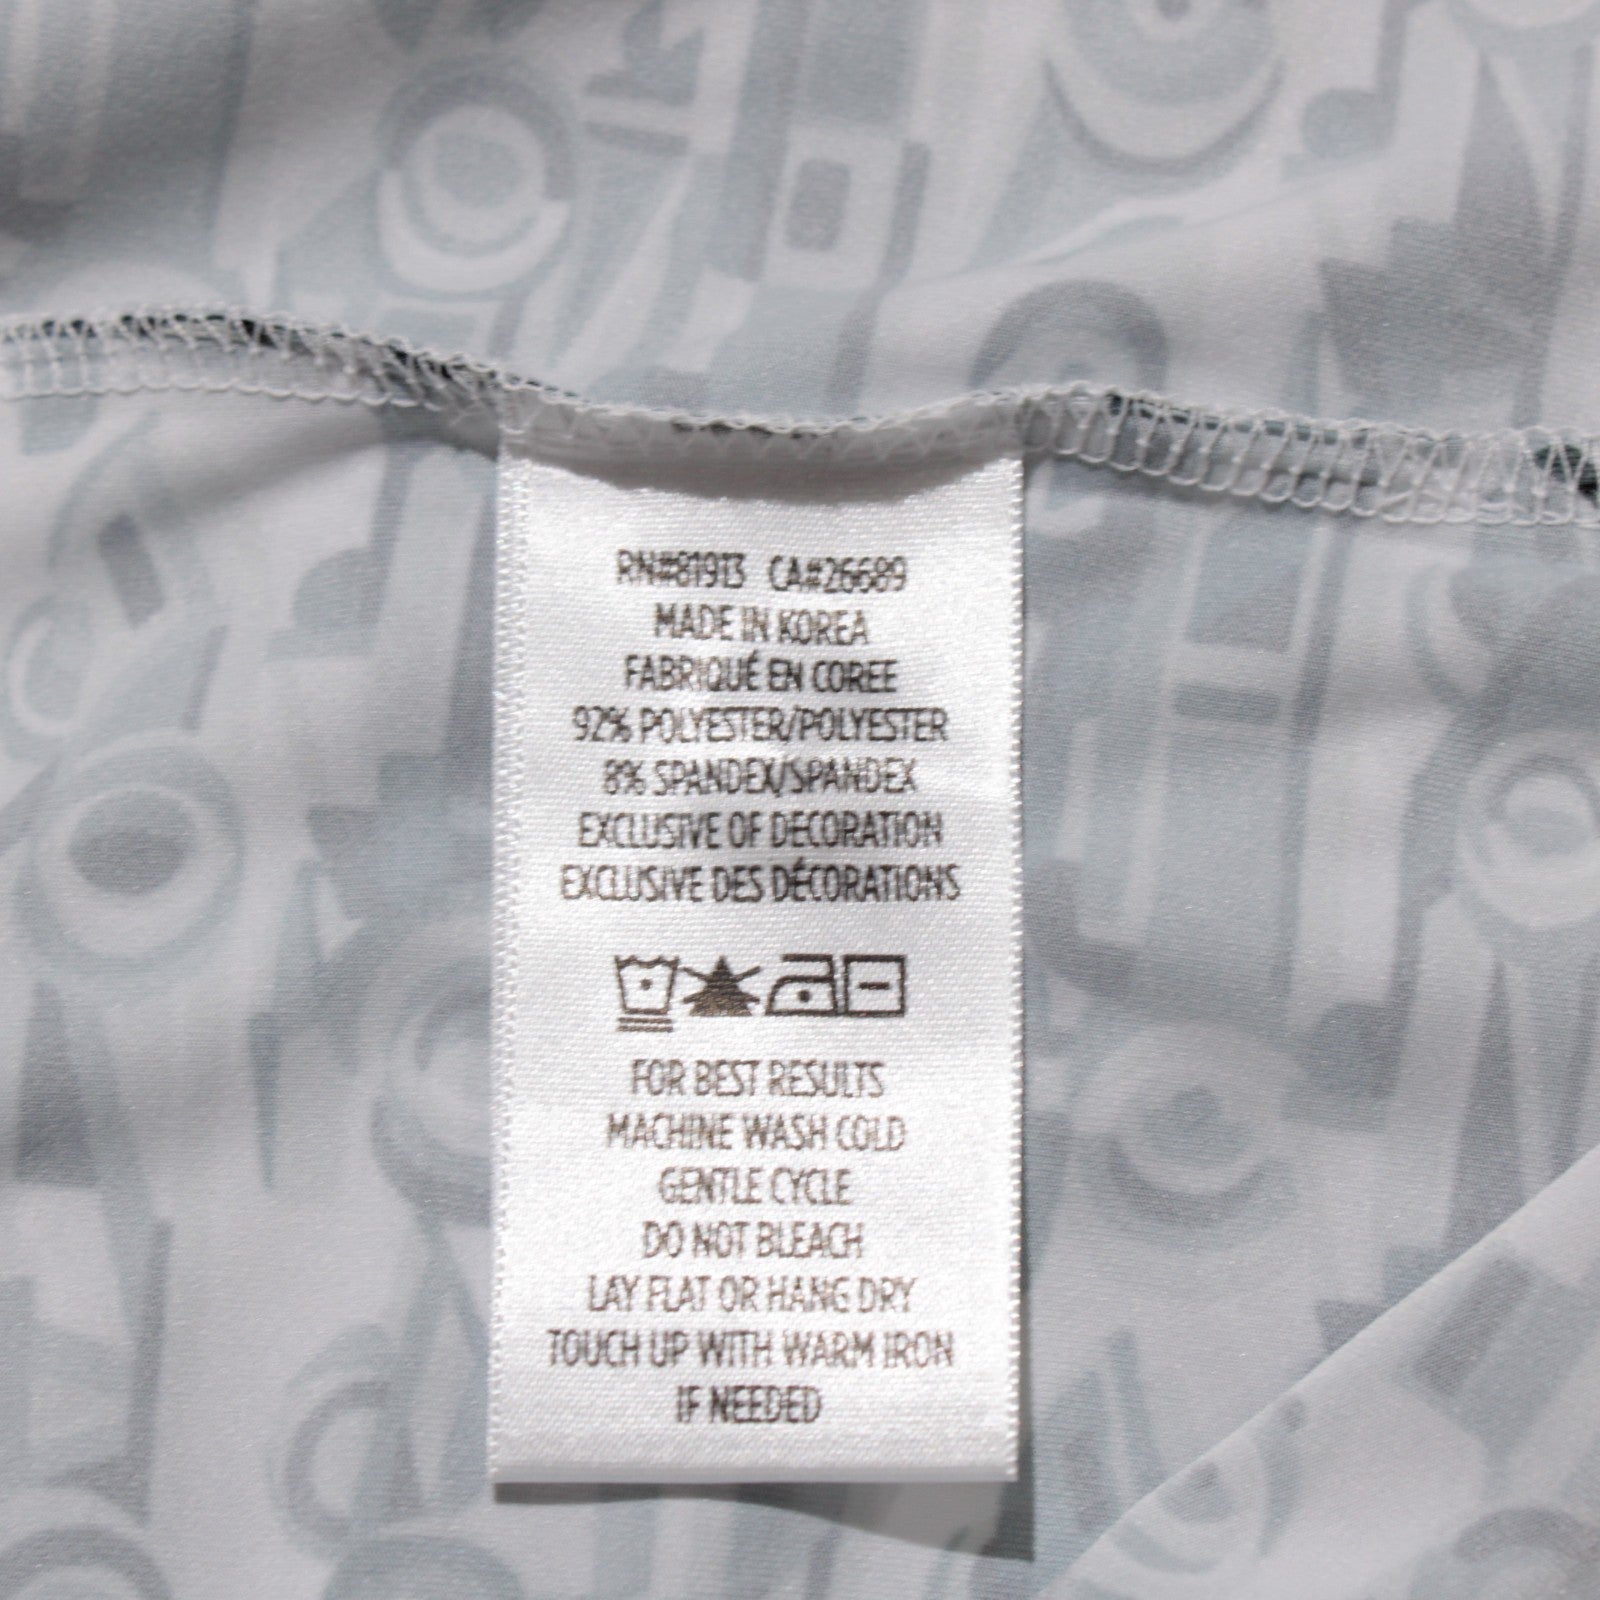 RN#81913 CA#26689
MADE IN KOREA
FABRIQUÉ EN COREE
92% POLYESTER/POLYESTER
8% SPANDEX/SPANDEX
EXCLUSIVE OF DECORATION
EXCLUSIVE DES DÉCORATIONS
FOR BEST RESULTS
MACHINE WASH COLD
GENTLE CYCLE
DO NOT BLEACH
LAY FLAT OR HANG DRY
TOUCH UP WITH WARM IRON
IF NEEDED